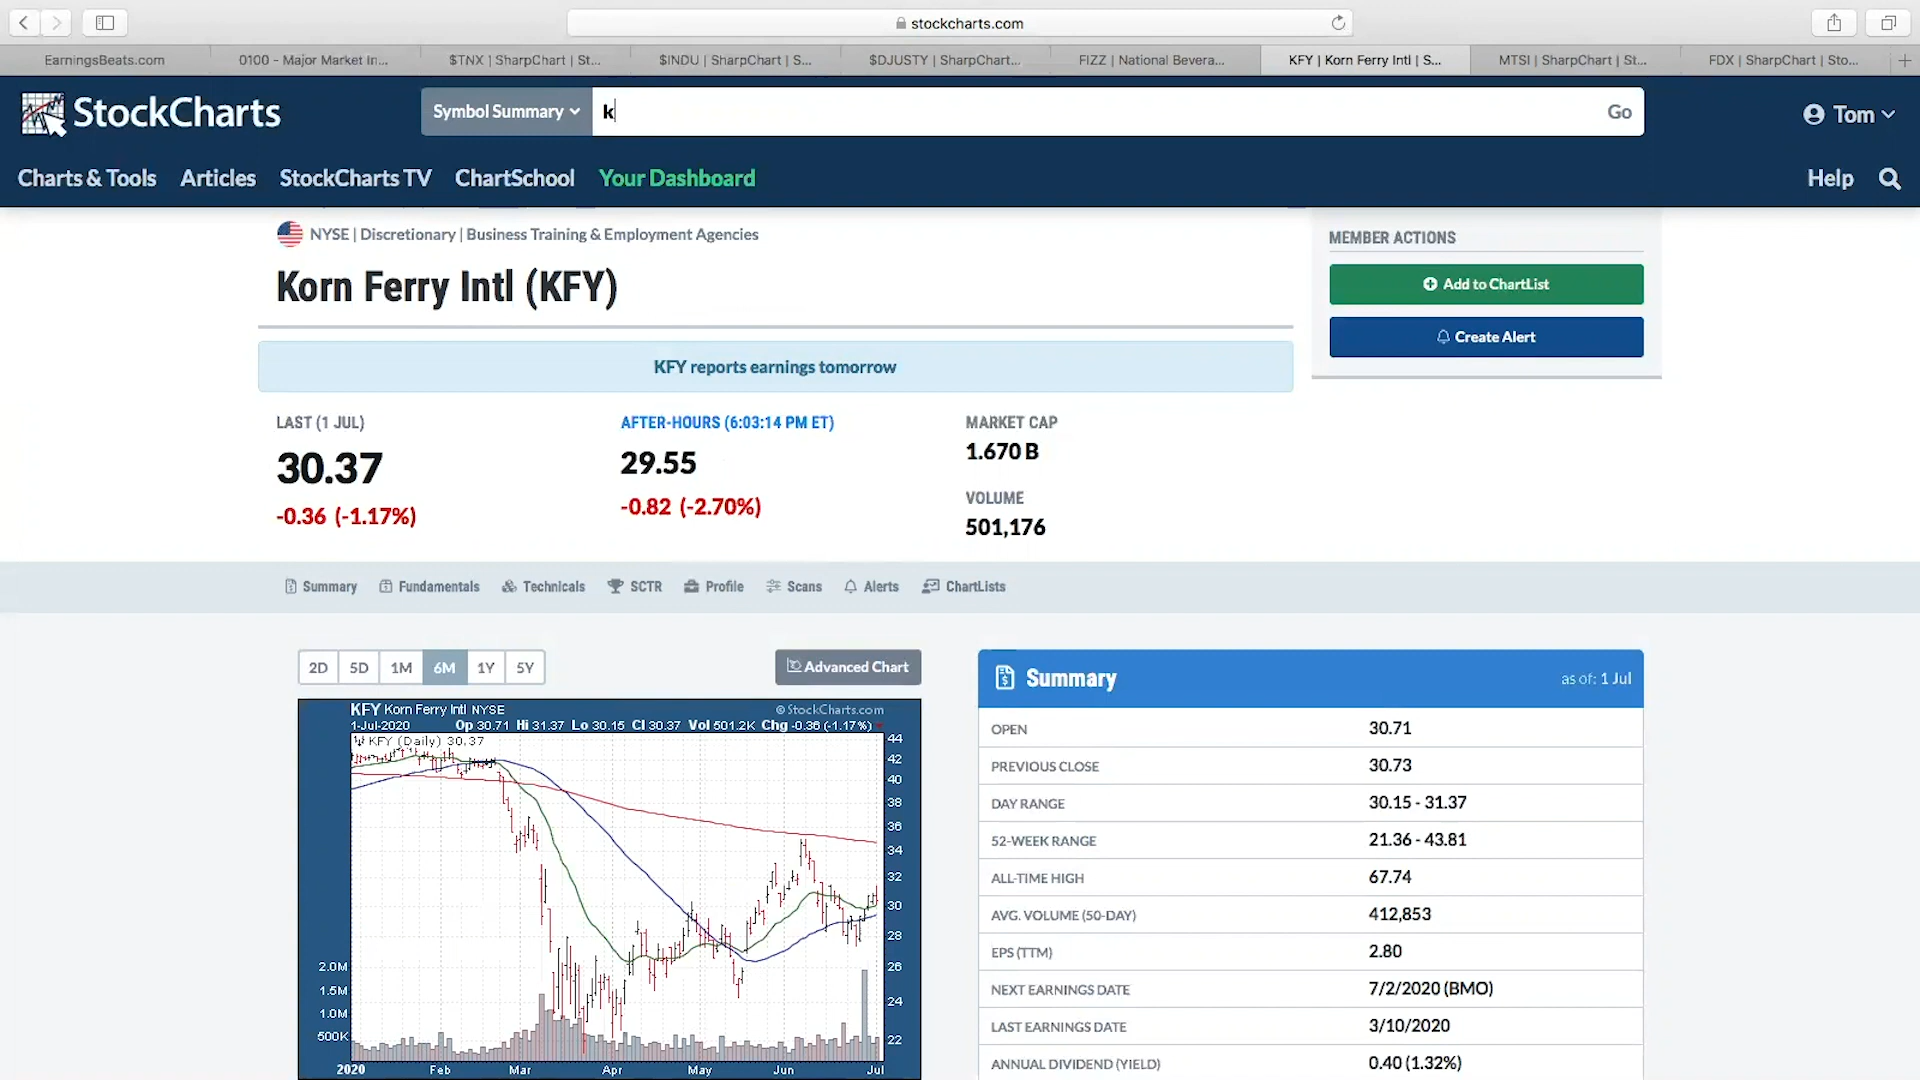 stockcharts.com
EarningsBeats.com
0100 - Major Market In...
$TNX | SharpChart | St...
$INDU | SharpChart | S...
$DJUSTY | SharpChart...
FIZZ | National Bevera...
KFY | Korn Ferry Intl | S...
MTSI | SharpChart | St...
FDX | SharpChart | Sto...
StockCharts
Symbol Summary
k
Go
Tom
Charts & Tools
Articles
StockCharts TV
ChartSchool
Your Dashboard
Help
NYSE | Discretionary | Business Training & Employment Agencies
Korn Ferry Intl (KFY)
MEMBER ACTIONS
Add to ChartList
Create Alert
KFY reports earnings tomorrow
LAST (1 JUL)
30.37
-0.36 (-1.17%)
AFTER-HOURS (6:03:14 PM ET)
29.55
-0.82 (-2.70%)
MARKET CAP
1.670 B
VOLUME
501,176
Summary
Fundamentals
Technicals
SCTR
Profile
Scans
Alerts
ChartLists
2D 5D 1M 6M 1Y 5Y
Advanced Chart
KFY Korn Ferry Intl NYSE
© StockCharts.com
1-Jul-2020 Op 30.71 Hi 31.37 Lo 30.15 Cl 30.37 Vol 501.2K Chg -0.36 (-1.17%)
KFY (Daily) 30.37
44
42
40
38
36
34
32
30
28
26
24
22
2.0M
1.5M
1.0M
500K
2020 Feb Mar Apr May Jun Jul
Summary
as of: 1 Jul
OPEN 30.71
PREVIOUS CLOSE 30.73
DAY RANGE 30.15 - 31.37
52-WEEK RANGE 21.36 - 43.81
ALL-TIME HIGH 67.74
AVG. VOLUME (50-DAY) 412,853
EPS (TTM) 2.80
NEXT EARNINGS DATE 7/2/2020 (BMO)
LAST EARNINGS DATE 3/10/2020
ANNUAL DIVIDEND (YIELD) 0.40 (1.32%)